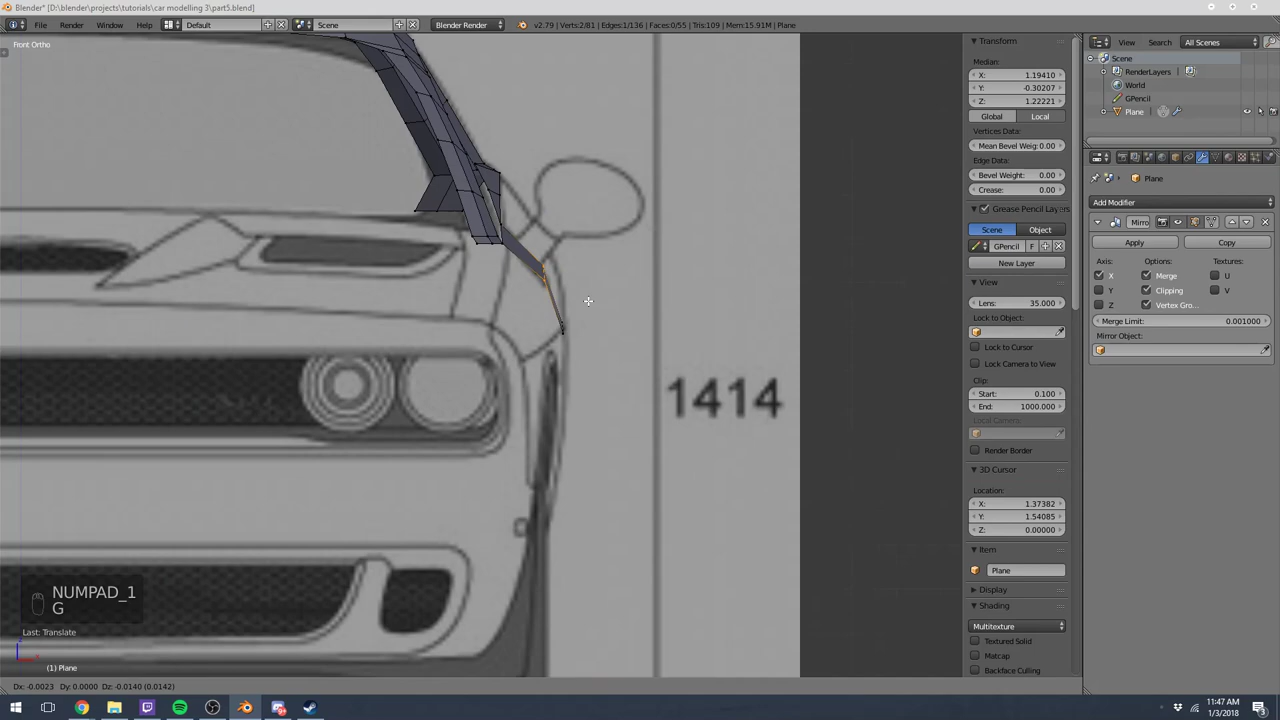 Blender* [D:\blender\projects\tutorials\car modelling 3\part5.blend]
File Render Window Help Default Scene Blender Render v2.79 | Verts:2/81 | Edges:1/136 | Faces:0/55 | Tris:109 | Mem:15.91M | Plane
Front Ortho
Transform
Median:
X: 1.19410
Y: -0.30207
Z: 1.22221
Global Local
Vertices Data:
Mean Bevel Weig: 0.00
Edge Data:
Bevel Weight: 0.00
Crease: 0.00
Grease Pencil Layers
Scene Object
GPencil F
New Layer
View
Lens: 35.000
Lock to Object:
Lock to Cursor
Lock Camera to View
Clip:
Start: 0.100
End: 1000.000
Local Camera:
Render Border
3D Cursor
Location:
X: 1.37382
Y: 1.54085
Z: 0.00000
Item
Plane
Display
Shading
Multitexture
Textured Solid
Matcap
Backface Culling
View Search All Scenes
Scene
RenderLayers
World
GPencil
Plane
Plane
Add Modifier
Mirro
Apply Copy
Axis: Options: Textures:
X Merge U
Y Clipping V
Z Vertex Gro...
Merge Limit: 0.001000
Mirror Object:
1414
NUMPAD_1
G
Last: Translate
(1) Plane
Dx: -0.0023 Dy: 0.0000 Dz: -0.0140 (0.0142)
11:47 AM
1/3/2018
3